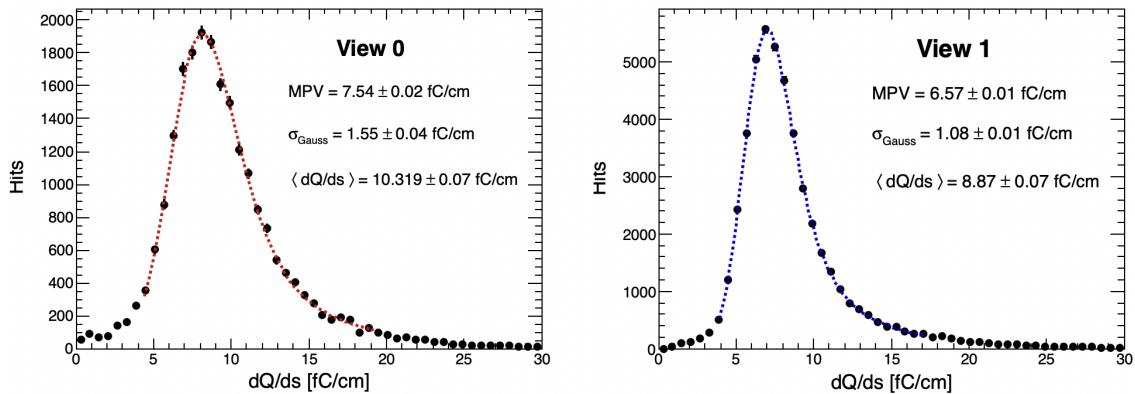 View 0
MPV = 7.54 ± 0.02 fC/cm
σGauss = 1.55 ± 0.04 fC/cm
⟨ dQ/ds ⟩ = 10.319 ± 0.07 fC/cm
Hits
2000
1800
1600
1400
1200
1000
800
600
400
200
0
0 5 10 15 20 25 30
dQ/ds [fC/cm]
View 1
MPV = 6.57 ± 0.01 fC/cm
σGauss = 1.08 ± 0.01 fC/cm
⟨ dQ/ds ⟩ = 8.87 ± 0.07 fC/cm
Hits
5000
4000
3000
2000
1000
0
0 5 10 15 20 25 30
dQ/ds [fC/cm]